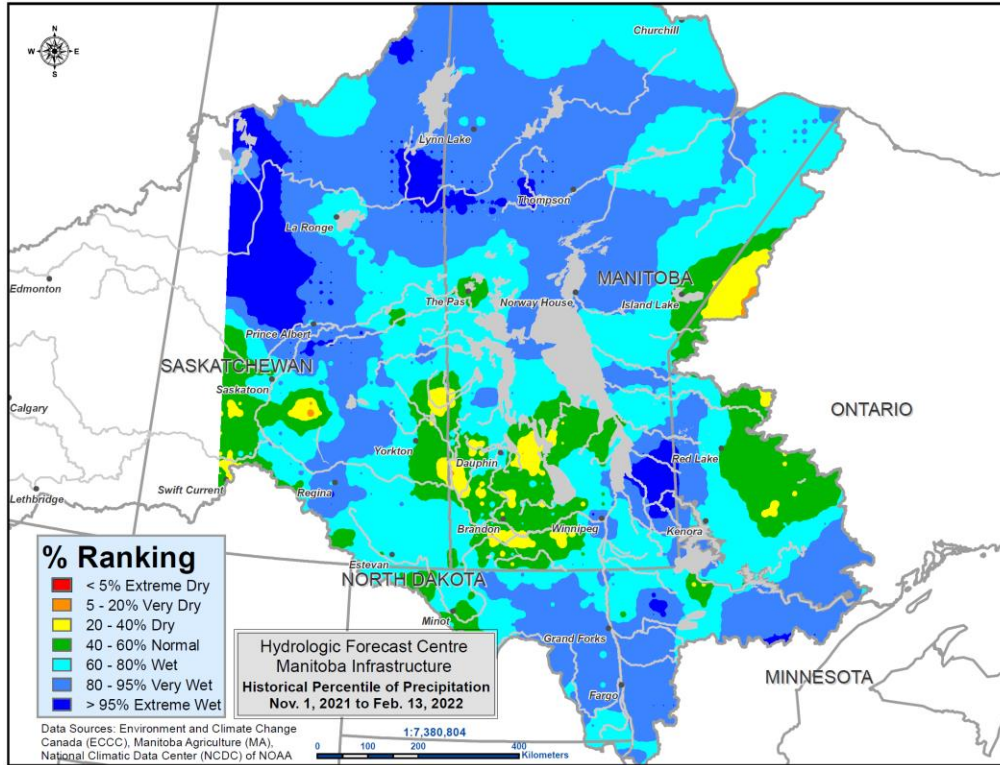 N
W
E
S
Churchill
Lynn Lake
Thompson
La Ronge
MANITOBA
Edmonton
The Pas
Norway House
Island Lake
Prince Albert
SASKATCHEWAN
Saskatoon
Calgary
ONTARIO
Yorkton
Dauphin
Red Lake
Lethbridge
Swift Current
Regina
Brandon
Winnipeg
Kenora
Estevan
NORTH DAKOTA
Minot
Grand Forks
MINNESOTA
Fargo
% Ranking
< 5% Extreme Dry
5 - 20% Very Dry
20 - 40% Dry
40 - 60% Normal
60 - 80% Wet
80 - 95% Very Wet
> 95% Extreme Wet
Hydrologic Forecast Centre
Manitoba Infrastructure
Historical Percentile of Precipitation
Nov. 1, 2021 to Feb. 13, 2022
Data Sources: Environment and Climate Change
Canada (ECCC), Manitoba Agriculture (MA),
National Climatic Data Center (NCDC) of NOAA
1:7,380,804
0 100 200 400
Kilometers